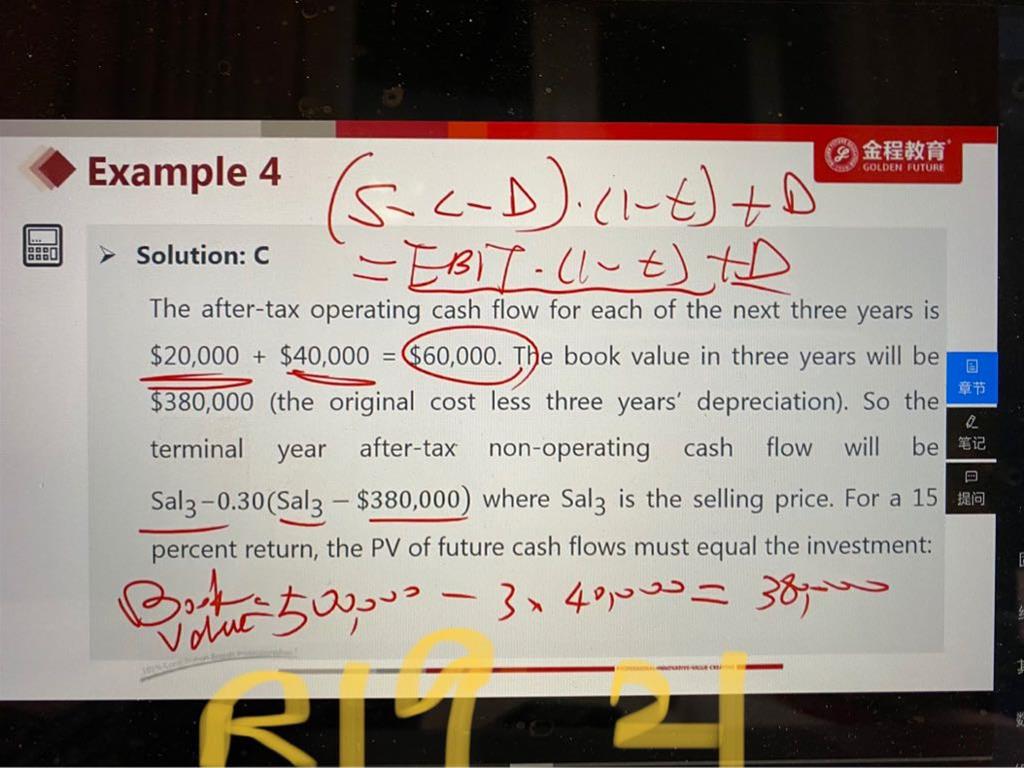 Example 4
金程教育
GOLDEN FUTURE
(S-C-D)·(1-t)+D
=EBIT·(1-t)+D
➤ Solution: C
The after-tax operating cash flow for each of the next three years is
$20,000 + $40,000 = $60,000. The book value in three years will be
$380,000 (the original cost less three years' depreciation). So the
terminal year after-tax non-operating cash flow will be
Sal₃−0.30(Sal₃ − $380,000) where Sal₃ is the selling price. For a 15
percent return, the PV of future cash flows must equal the investment:
章节
笔记
提问
Book
Value = 500,000 - 3 × 40,000 = 380,000
R19 21